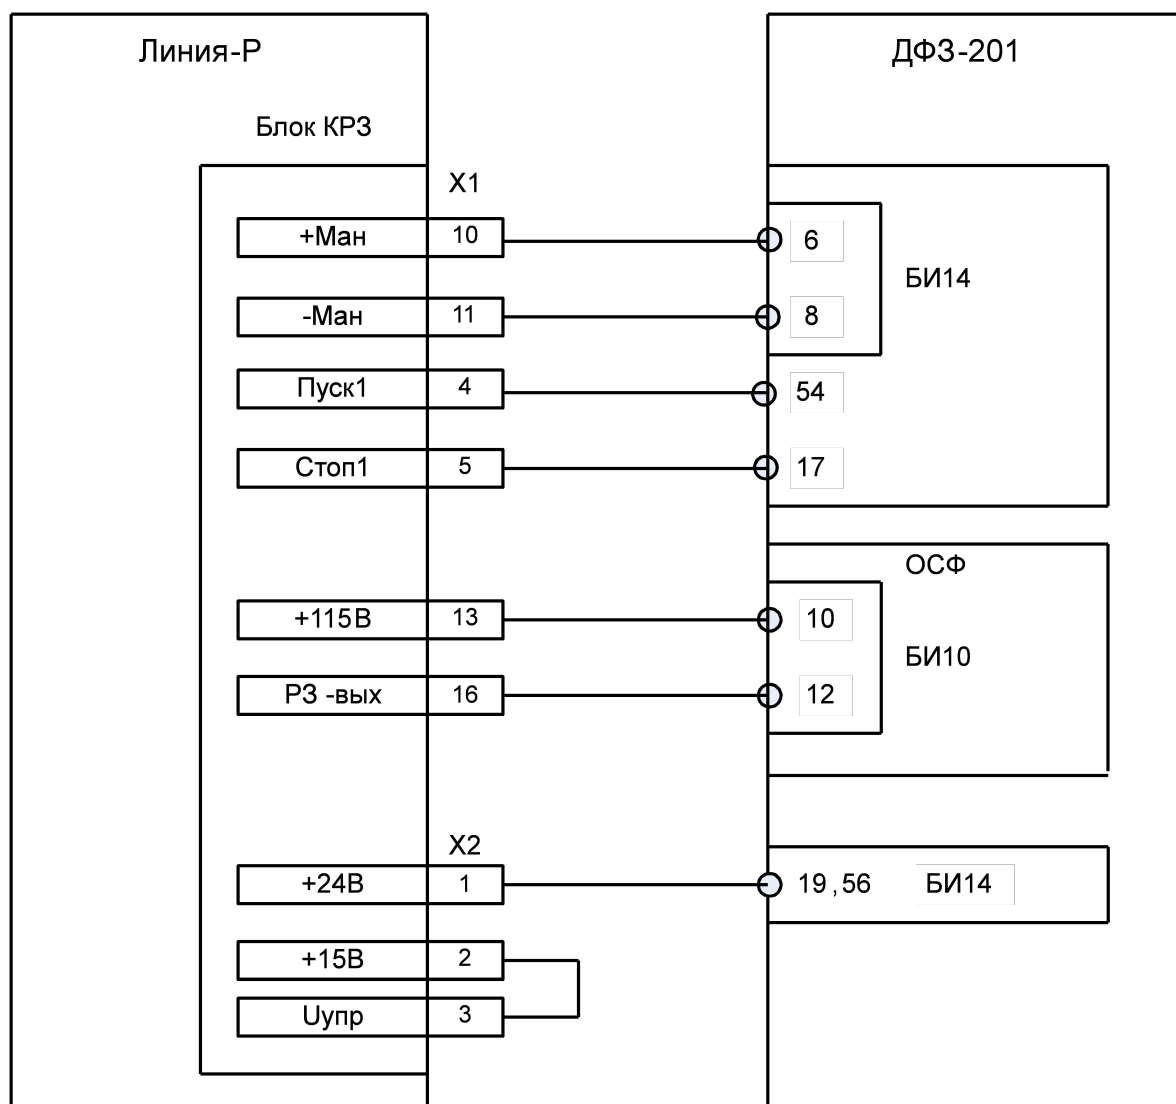 Линия-Р
ДФЗ-201
Блок КРЗ
Х1
+Ман 10 6
БИ14
-Ман 11 8
Пуск1 4 54
Стоп1 5 17
ОСФ
+115В 13 10
БИ10
РЗ -вых 16 12
Х2
+24В 1 19 ,56 БИ14
+15В 2
Uупр 3